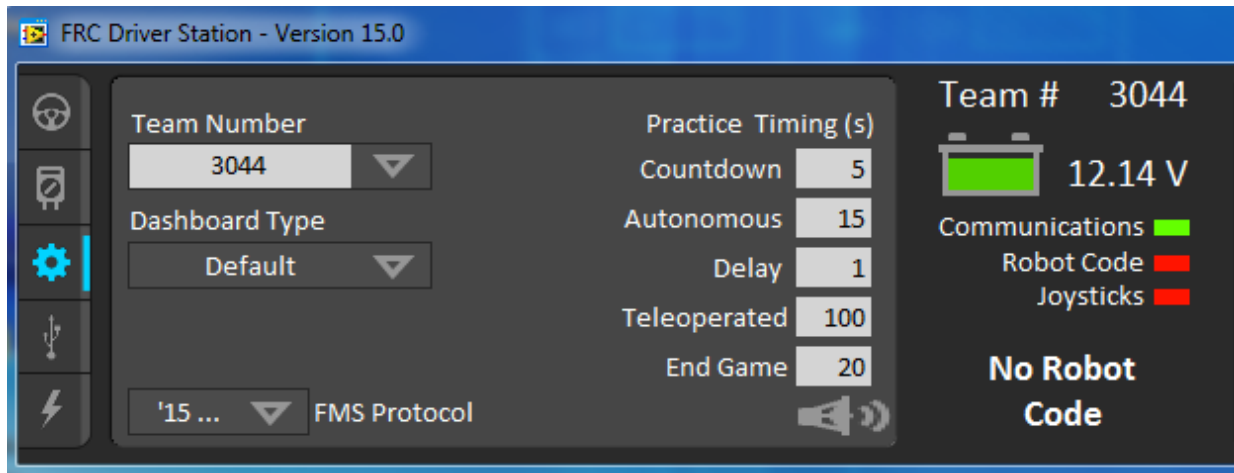 FRC Driver Station - Version 15.0
Team Number
3044
Dashboard Type
Default
'15 ... FMS Protocol
Practice Timing (s)
Countdown 5
Autonomous 15
Delay 1
Teleoperated 100
End Game 20
Team # 3044
12.14 V
Communications
Robot Code
Joysticks
No Robot
Code